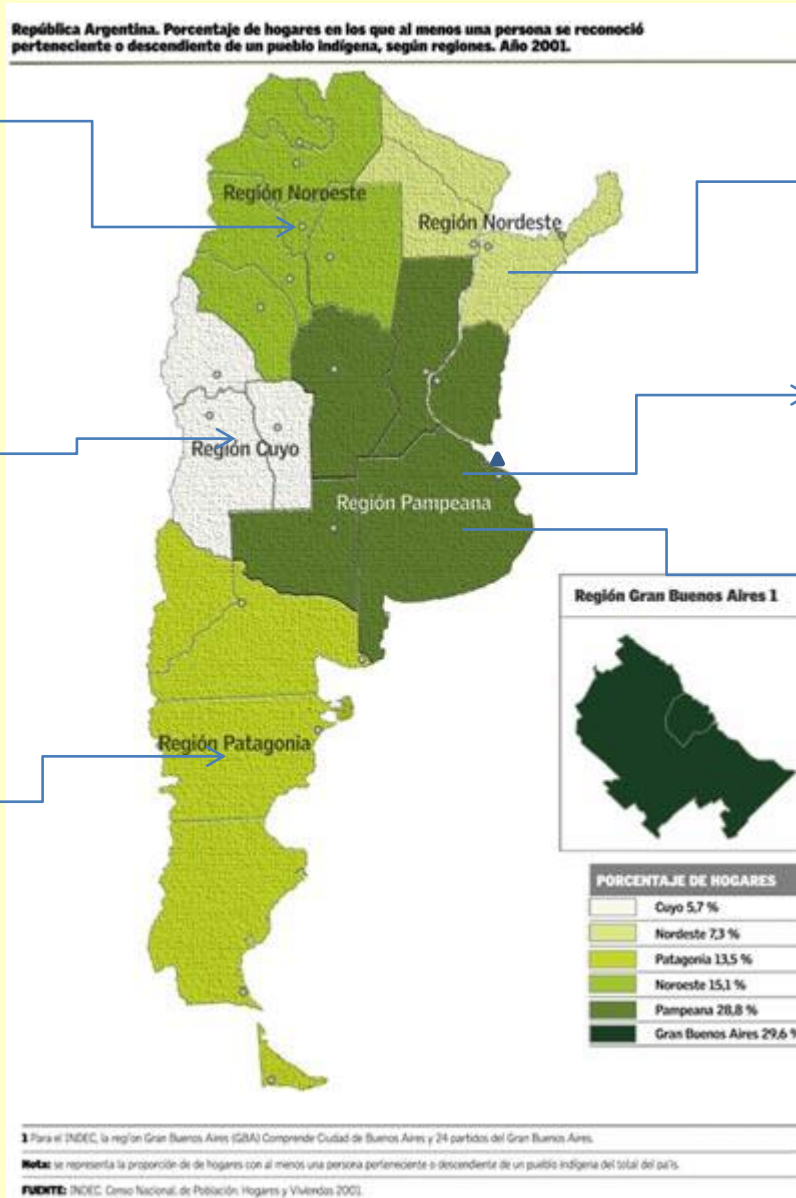 República Argentina. Porcentaje de hogares en los que al menos una persona se reconoció
perteneciente o descendiente de un pueblo indígena, según regiones. Año 2001.
Región Noroeste
Región Nordeste
Región Cuyo
Región Pampeana
Región Gran Buenos Aires 1
Región Patagonia
PORCENTAJE DE HOGARES
Cuyo 5,7 %
Nordeste 7,3 %
Patagonia 13,5 %
Noroeste 15,1 %
Pampeana 28,8 %
Gran Buenos Aires 29,6 %
1 Para el INDEC, la reg'on Gran Buenos Aires (GBA) Comprende Ciudad de Buenos Aires y 24 partidos del Gran Buenos Aires.
Nota: se representa la proporción de de hogares con al menos una persona perteneciente o descendiente de un pueblo indígena del total del pa'is.
FUENTE: INDEC. Censo Nacional de Población, Hogares y Viviendas 2001.